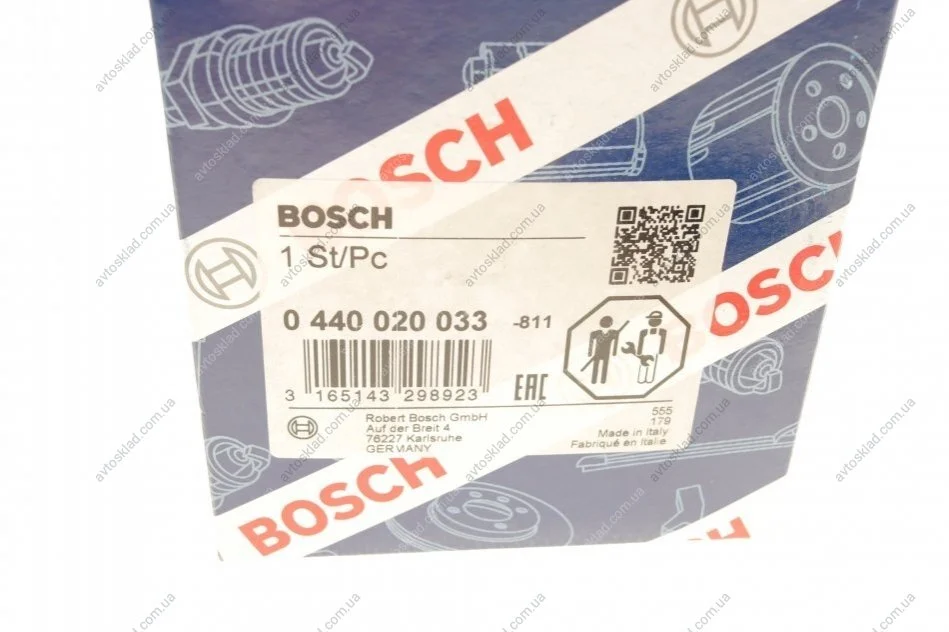 BOSCH
BOSCH
1 St/Pc
0 440 020 033 -811
3 165143 298923
EAC
Robert Bosch GmbH
Auf der Breit 4
76227 Karlsruhe
GERMANY
555
179
Made in Italy
Fabriqué en Italie
BOSCH
BOSCH
avtosklad.com.ua